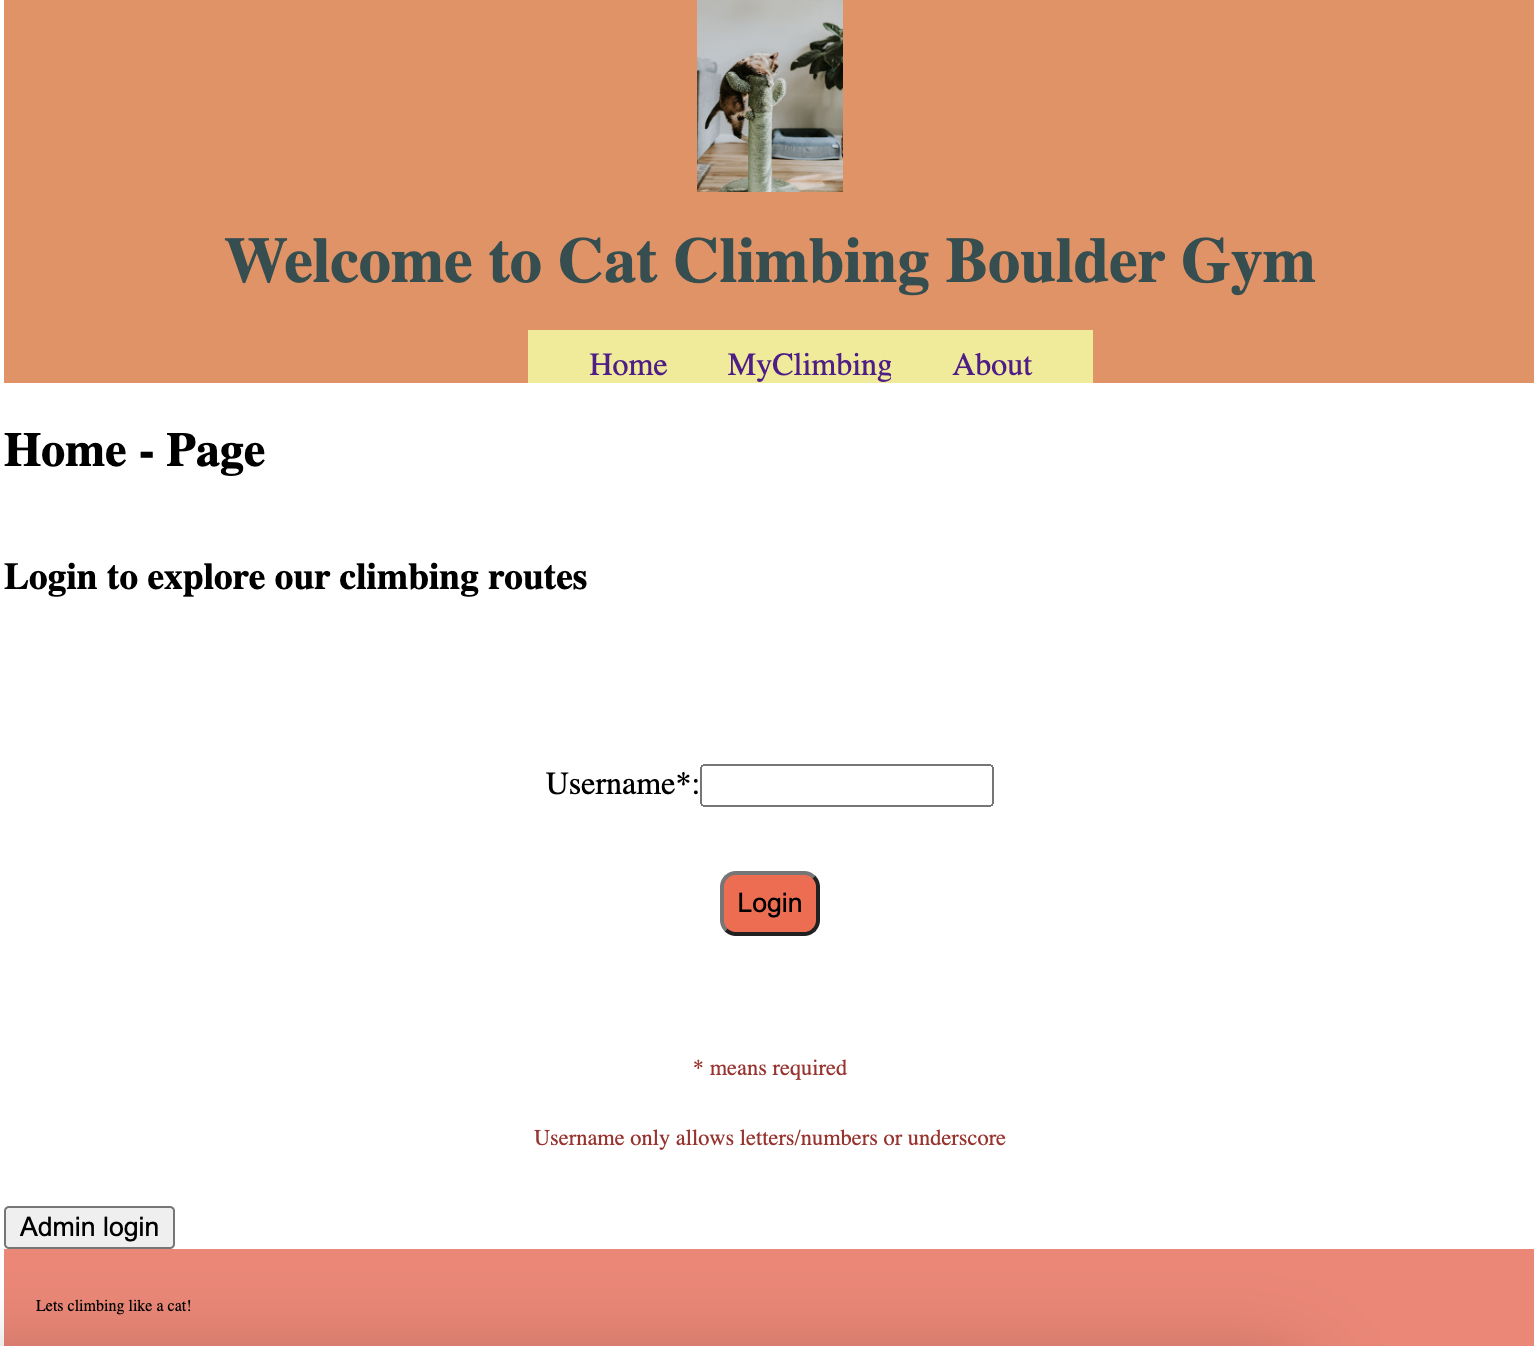 Welcome to Cat Climbing Boulder Gym
Home MyClimbing About
Home - Page
Login to explore our climbing routes
Username*:
Login
* means required
Username only allows letters/numbers or underscore
Admin login
Lets climbing like a cat!